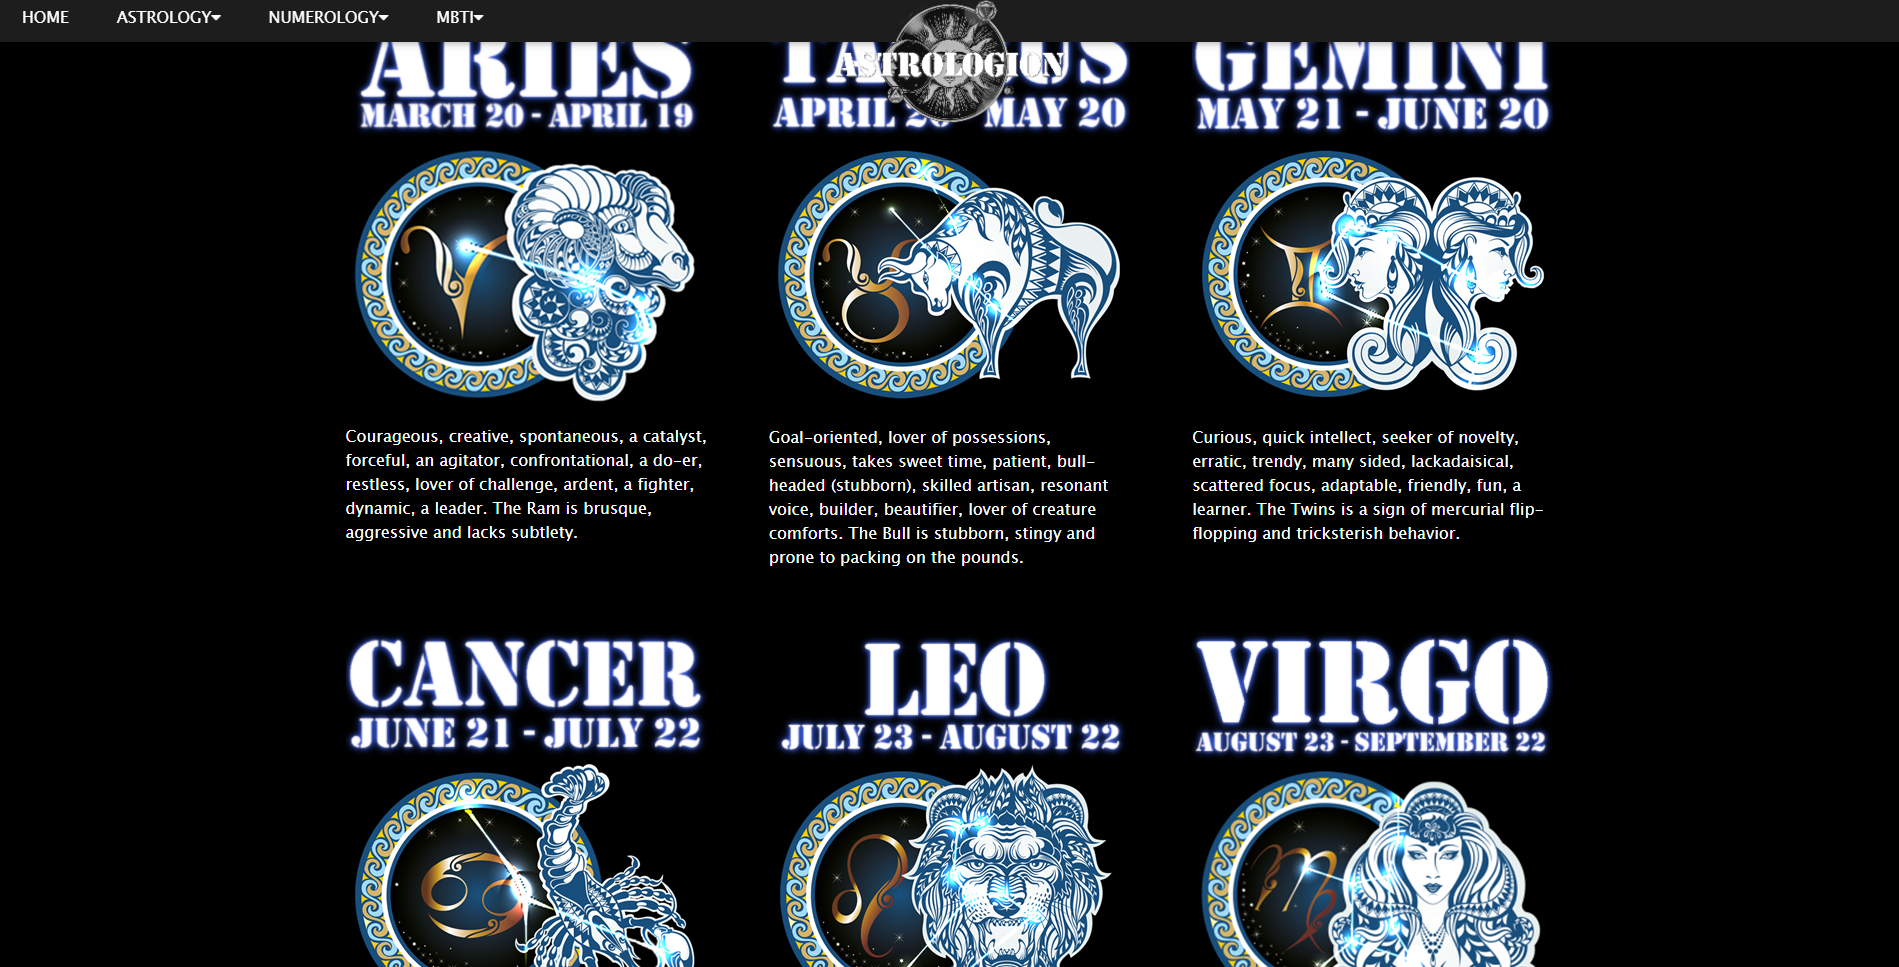 HOME ASTROLOGY NUMEROLOGY MBTI
ASTROLOGION
ARIES
MARCH 20 - APRIL 19
Courageous, creative, spontaneous, a catalyst,
forceful, an agitator, confrontational, a do-er,
restless, lover of challenge, ardent, a fighter,
dynamic, a leader. The Ram is brusque,
aggressive and lacks subtlety.
APRIL MAY 20
Goal-oriented, lover of possessions,
sensuous, takes sweet time, patient, bull-
headed (stubborn), skilled artisan, resonant
voice, builder, beautifier, lover of creature
comforts. The Bull is stubborn, stingy and
prone to packing on the pounds.
GEMINI
MAY 21 - JUNE 20
Curious, quick intellect, seeker of novelty,
erratic, trendy, many sided, lackadaisical,
scattered focus, adaptable, friendly, fun, a
learner. The Twins is a sign of mercurial flip-
flopping and tricksterish behavior.
CANCER
JUNE 21 - JULY 22
LEO
JULY 23 - AUGUST 22
VIRGO
AUGUST 23 - SEPTEMBER 22